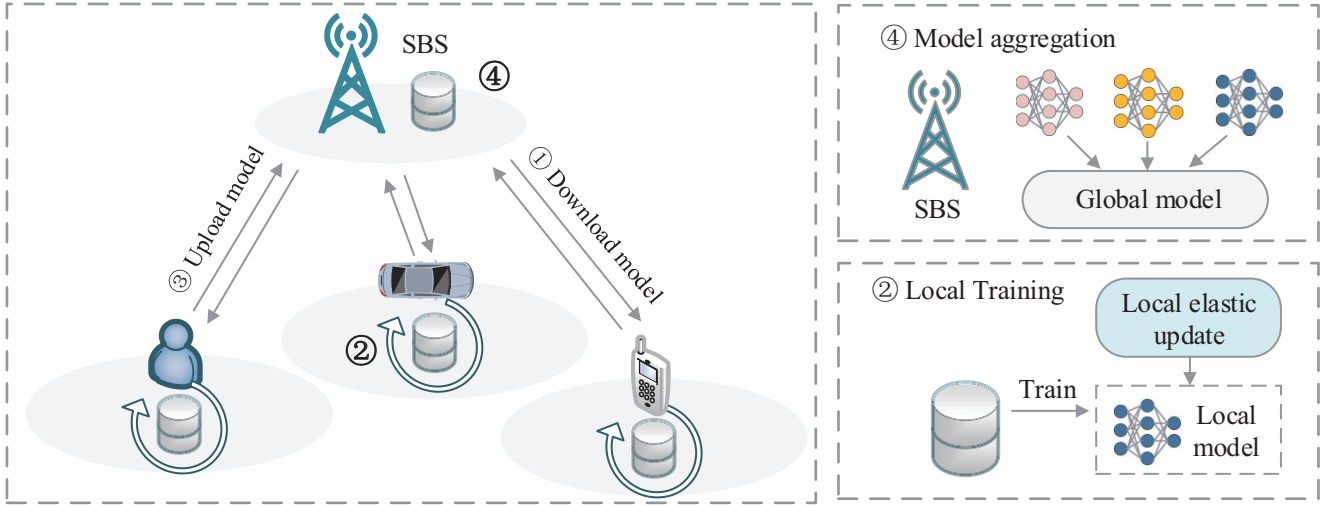 SBS
④
③ Upload model
① Download model
②
④ Model aggregation
SBS
Global model
② Local Training
Local elastic
update
Train
Local
model